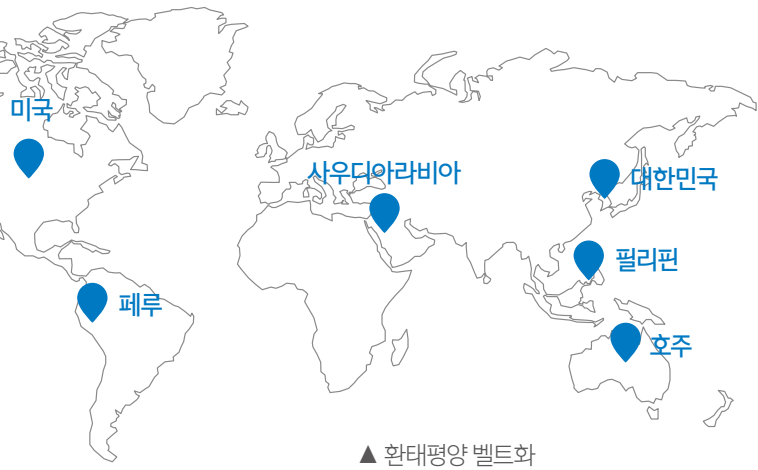 미국
사우디아라비아
대한민국
필리핀
페루
호주
▲ 환태평양 벨트화